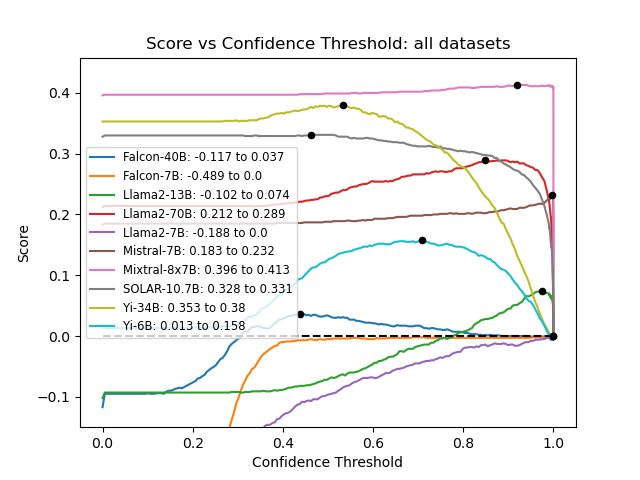 Score vs Confidence Threshold: all datasets
Score
0.4
0.3
0.2
0.1
0.0
−0.1
Falcon-40B: -0.117 to 0.037
Falcon-7B: -0.489 to 0.0
Llama2-13B: -0.102 to 0.074
Llama2-70B: 0.212 to 0.289
Llama2-7B: -0.188 to 0.0
Mistral-7B: 0.183 to 0.232
Mixtral-8x7B: 0.396 to 0.413
SOLAR-10.7B: 0.328 to 0.331
Yi-34B: 0.353 to 0.38
Yi-6B: 0.013 to 0.158
0.0 0.2 0.4 0.6 0.8 1.0
Confidence Threshold